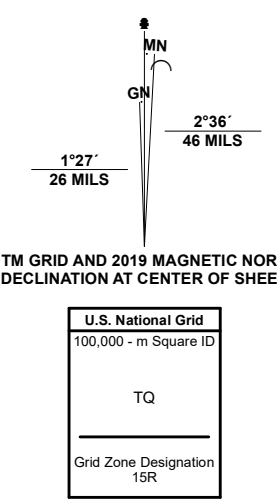 MN
GN
2°36´
46 MILS
1°27´
26 MILS
TM GRID AND 2019 MAGNETIC NOR
DECLINATION AT CENTER OF SHEE
U.S. National Grid
100,000 - m Square ID
TQ
Grid Zone Designation
15R